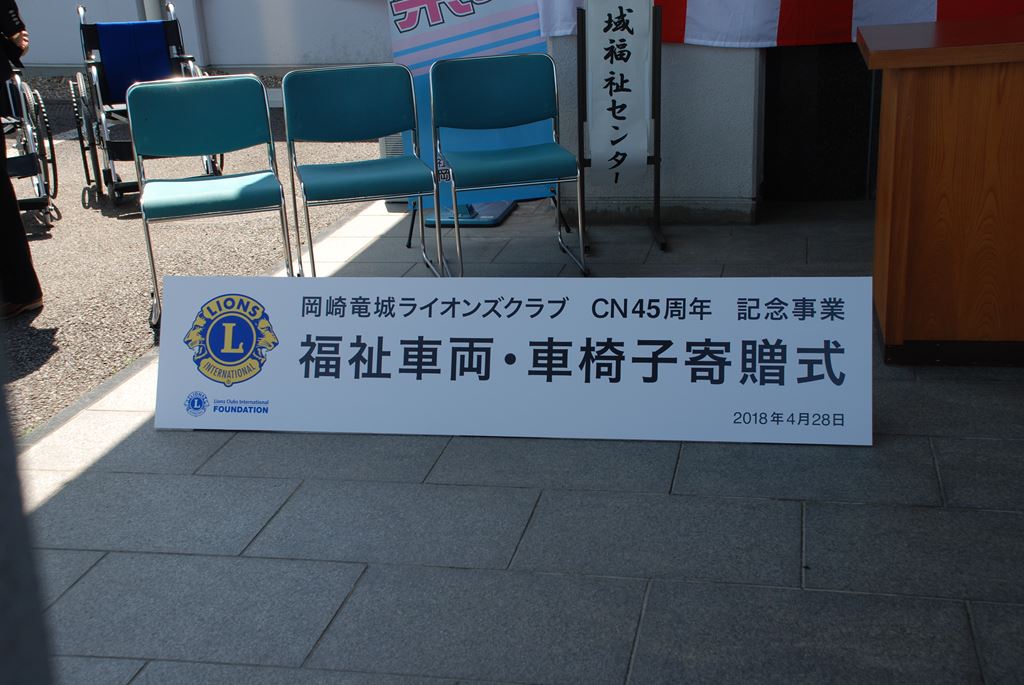 域福祉センター
岡崎竜城ライオンズクラブ CN45周年 記念事業
福祉車両・車椅子寄贈式
2018年4月28日
LIONS
L
INTERNATIONAL
L
Lions Clubs International
FOUNDATION